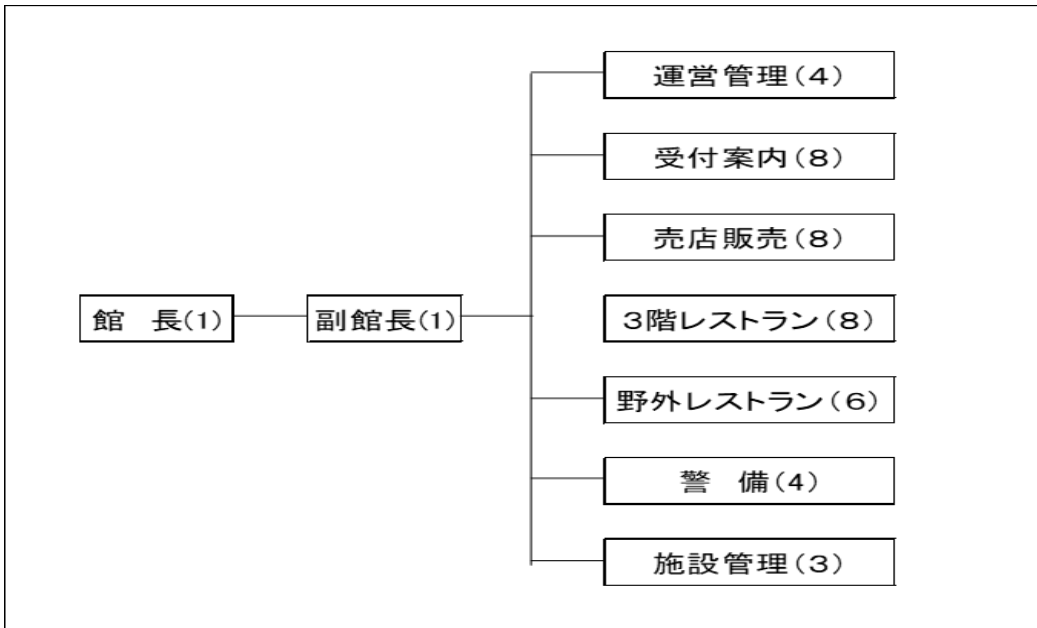 運営管理(4)
受付案内(8)
売店販売(8)
館　長(1)
副館長(1)
3階レストラン(8)
野外レストラン(6)
警　備(4)
施設管理(3)